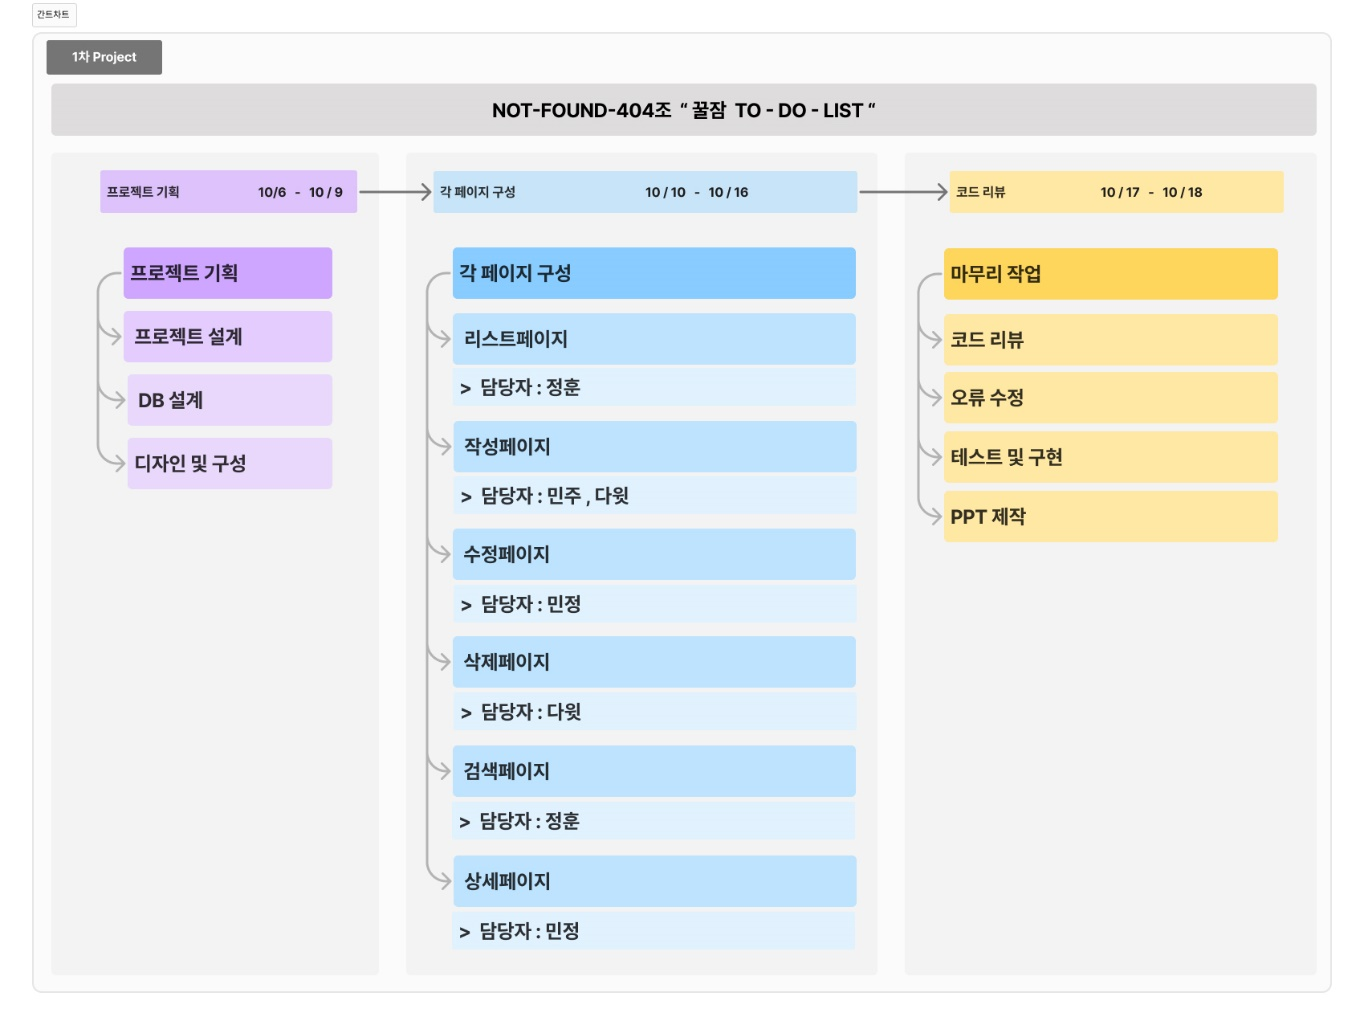 간트차트
1차 Project
NOT-FOUND-404조 “ 꿀잠 TO - DO - LIST “
프로젝트 기획 10/6 - 10 / 9
프로젝트 기획
프로젝트 설계
DB 설계
디자인 및 구성
각 페이지 구성 10 / 10 - 10 / 16
각 페이지 구성
리스트페이지
> 담당자 : 정훈
작성페이지
> 담당자 : 민주 , 다윗
수정페이지
> 담당자 : 민정
삭제페이지
> 담당자 : 다윗
검색페이지
> 담당자 : 정훈
상세페이지
> 담당자 : 민정
코드 리뷰 10 / 17 - 10 / 18
마무리 작업
코드 리뷰
오류 수정
테스트 및 구현
PPT 제작